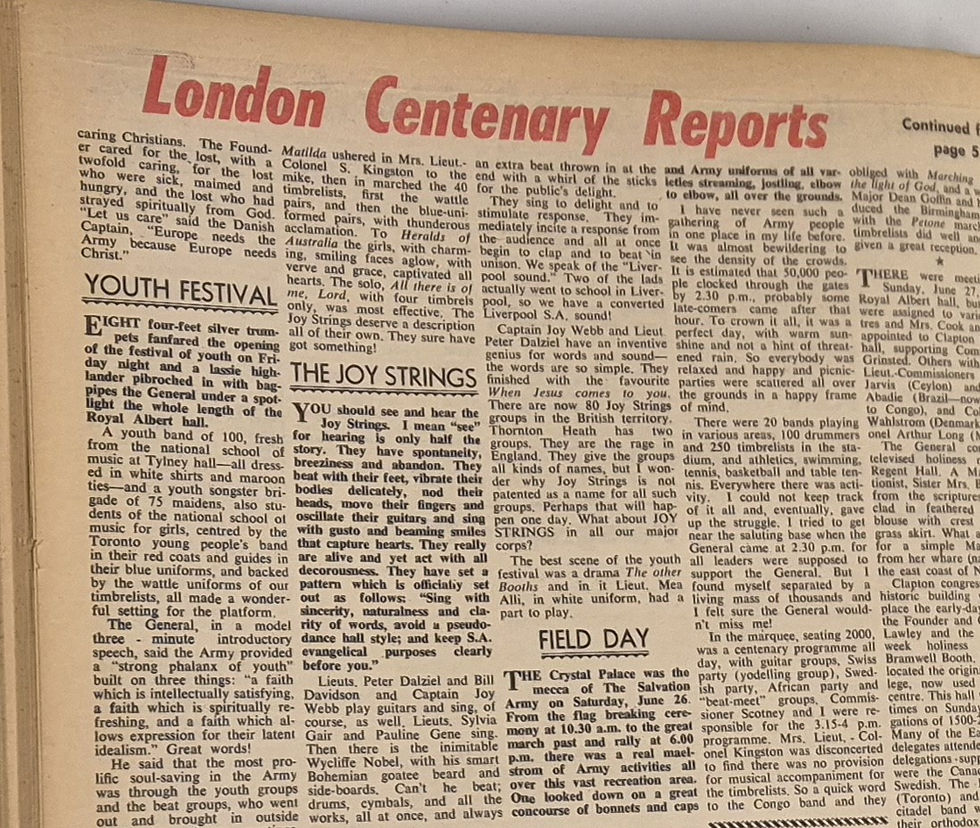 London Centenary Reports
Continued
page 5
caring Christians. The Found-
er cared for the lost, with a
twofold caring, for the lost
who were sick, maimed and
hungry, and the lost who had
strayed spiritually from God.
"Let us care" said the Danish
Captain, "Europe needs the
Army because Europe needs
Christ."
YOUTH FESTIVAL
EIGHT four-feet silver trum-
pets fanfared the opening
of the festival of youth on Fri-
day night and a lassie high-
lander pibroched in with bag-
pipes the General under a spot-
light the whole length of the
Royal Albert hall.
A youth band of 100, fresh
from the national school of
music at Tylney hall—all dress-
ed in white shirts and maroon
ties—and a youth songster bri-
gade of 75 maidens, also stu-
dents of the national school of
music for girls, centred by the
Toronto young people's band
in their red coats and guides in
their blue uniforms, and backed
by the wattle uniforms of our
timbrelists, all made a wonder-
ful setting for the platform.
The General, in a model
three - minute introductory
speech, said the Army provided
a "strong phalanx of youth"
built on three things: "a faith
which is intellectually satisfying,
a faith which is spiritually re-
freshing, and a faith which al-
lows expression for their latent
idealism." Great words!
He said that the most pro-
lific soul-saving in the Army
was through the youth groups
and the beat groups, who went
out and brought in outside
Matilda ushered in Mrs. Lieut.-
Colonel S. Kingston to the
mike, then in marched the 40
timbrelists, first the wattle
pairs, and then the blue-uni-
formed pairs, with thunderous
acclamation. To Heralds of
Australia the girls, with charm-
ing, smiling faces aglow, with
verve and grace, captivated all
hearts. The solo, All there is of
me, Lord, with four timbrels
only, was most effective. The
Joy Strings deserve a description
all of their own. They sure have
got something!
THE JOY STRINGS
YOU should see and hear the
Joy Strings. I mean "see"
for hearing is only half the
story. They have spontaneity,
breeziness and abandon. They
beat with their feet, vibrate their
bodies delicately, nod their
heads, move their fingers and
oscillate their guitars and sing
with gusto and beaming smiles
that capture hearts. They really
are alive and yet act with all
decorousness. They have set a
pattern which is officially set
out as follows: "Sing with
sincerity, naturalness and cla-
rity of words, avoid a pseudo-
dance hall style; and keep S.A.
evangelical purposes clearly
before you."
Lieuts. Peter Dalziel and Bill
Davidson and Captain Joy
Webb play guitars and sing, of
course, as well. Lieuts. Sylvia
Gair and Pauline Gene sing.
Then there is the inimitable
Wycliffe Nobel, with his smart
Bohemian goatee beard and
side-boards. Can't he beat;
drums, cymbals, and all the
works, all at once, and always
an extra beat thrown in at the
end with a whirl of the sticks
for the public's delight.
They sing to delight and to
stimulate response. They im-
mediately incite a response from
the audience and all at once
begin to clap and to beat in
unison. We speak of the "Liver-
pool sound." Two of the lads
actually went to school in Liver-
pool, so we have a converted
Liverpool S.A. sound!
Captain Joy Webb and Lieut.
Peter Dalziel have an inventive
genius for words and sound—
the words are so simple. They
finished with the favourite
When Jesus comes to you.
There are now 80 Joy Strings
groups in the British territory.
Thornton Heath has two
groups. They are the rage in
England. They give the groups
all kinds of names, but I won-
der why Joy Strings is not
patented as a name for all such
groups. Perhaps that will hap-
pen one day. What about JOY
STRINGS in all our major
corps?
The best scene of the youth
festival was a drama The other
Booths and in it Lieut. Mea
Alli, in white uniform, had a
part to play.
FIELD DAY
THE Crystal Palace was the
mecca of The Salvation
Army on Saturday, June 26.
From the flag breaking cere-
mony at 10.30 a.m. to the great
march past and rally at 6.00
p.m. there was a real mael-
strom of Army activities all
over this vast recreation area.
One looked down on a great
concourse of bonnets and caps
and Army uniforms of all var-
ieties streaming, jostling, elbow
to elbow, all over the grounds.
I have never seen such a
gathering of Army people
in one place in my life before.
It was almost bewildering to
see the density of the crowds.
It is estimated that 50,000 peo-
ple clocked through the gates
by 2.30 p.m., probably some
late-comers came after that
hour. To crown it all, it was a
perfect day, with warm sun-
shine and not a hint of threat-
ened rain. So everybody was
relaxed and happy and picnic-
parties were scattered all over
the grounds in a happy frame
of mind.
There were 20 bands playing
in various areas, 100 drummers
and 250 timbrelists in the sta-
dium, and athletics, swimming,
tennis, basketball and table ten-
nis. Everywhere there was acti-
vity. I could not keep track
of it all and, eventually, gave
up the struggle. I tried to get
near the saluting base when the
General came at 2.30 p.m. for
all leaders were supposed to
support the General. But I
found myself separated by a
living mass of thousands and
I felt sure the General would-
n't miss me!
In the marquee, seating 2000,
was a centenary programme all
day, with guitar groups, Swiss
party (yodelling group), Swed-
ish party, African party and
"beat-meet" groups. Commis-
sioner Scotney and I were re-
sponsible for the 3.15-4 p.m.
programme. Mrs. Lieut. - Col-
onel Kingston was disconcerted
to find there was no provision
for musical accompaniment for
the timbrelists. So a quick word
to the Congo band and they
obliged with Marching
the light of God, and a
Major Dean Goffin and
duced the Birmingham
with the Petone march
timbrelists did well and
given a great reception.
THERE were meeti
Sunday, June 27,
Royal Albert hall, but
were assigned to vari
tres and Mrs. Cook an
appointed to Clapton
hall, supporting Com
Grinsted. Others with
Lieut.-Commissioners
Jarvis (Ceylon) and
Abadie (Brazil—now
to Congo), and Co
Wahlstrom (Denmark
onel Arthur Long (
The General con
televised holiness
Regent Hall. A M
tionist, Sister Mrs. B
from the scripture
clad in feathered
blouse with crest
grass skirt. What a
for a simple Ma
from her whare (pa
the east coast of N
Clapton congres
historic building
place the early-day
the Founder and
Lawley and the
week holiness
Bramwell Booth.
located the origin
lege, now used
centre. This hall
times on Sunday
gations of 1500-2
Many of the Ea
delegates attend
delegations - supp
were the Cana
Swedish. The
(Toronto) and
citadel band w
their orthodo